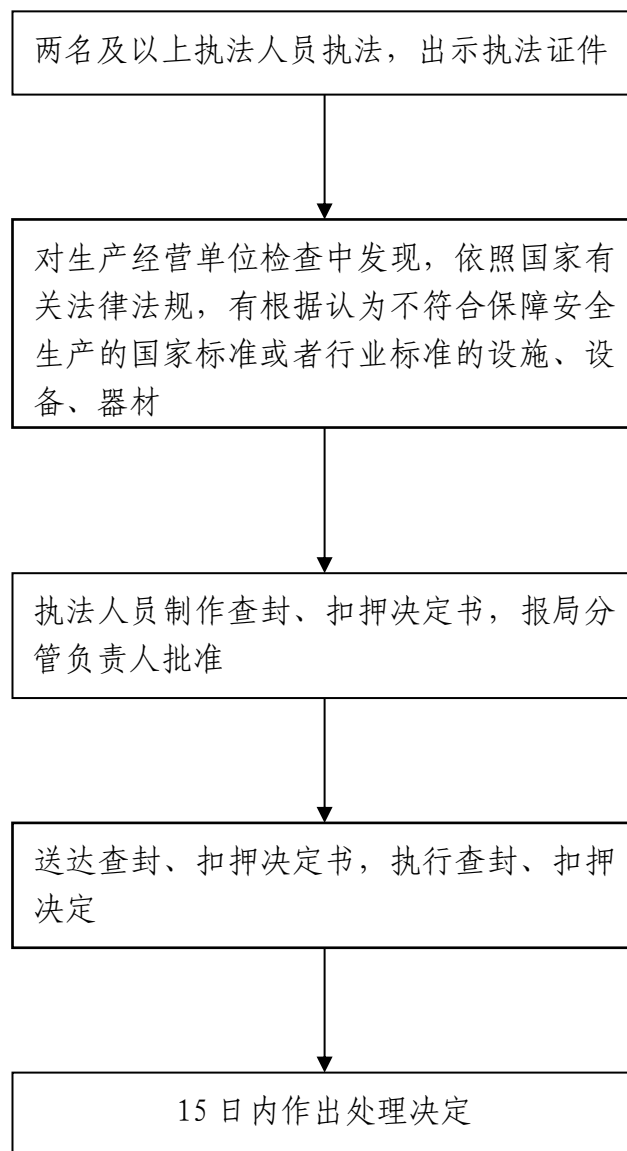 两名及以上执法人员执法，出示执法证件
对生产经营单位检查中发现，依照国家有
关法律法规，有根据认为不符合保障安全
生产的国家标准或者行业标准的设施、设
备、器材
执法人员制作查封、扣押决定书，报局分
管负责人批准
送达查封、扣押决定书，执行查封、扣押
决定
15 日内作出处理决定